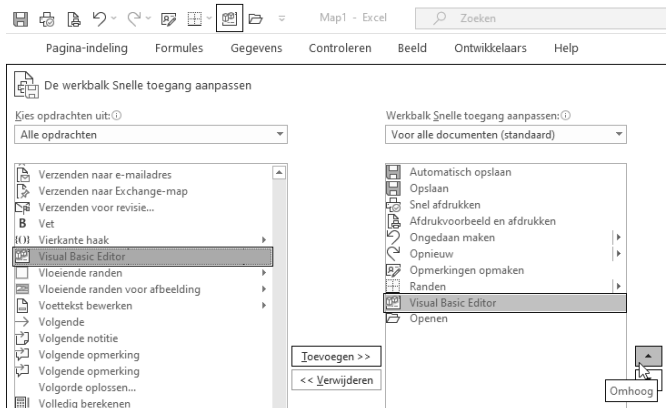 Map1 - Excel
Zoeken
Pagina-indeling Formules Gegevens Controleren Beeld Ontwikkelaars Help
De werkbalk Snelle toegang aanpassen
Kies opdrachten uit:
Alle opdrachten
Verzenden naar e-mailadres
Verzenden naar Exchange-map
Verzenden voor revisie...
B Vet
Vierkante haak
Visual Basic Editor
Vloeiende randen
Vloeiende randen voor afbeelding
Voettekst bewerken
Volgende
Volgende notitie
Volgende opmerking
Volgende opmerking
Volgorde oplossen...
Volledig berekenen
Toevoegen >>
<< Verwijderen
Werkbalk Snelle toegang aanpassen:
Voor alle documenten (standaard)
Automatisch opslaan
Opslaan
Snel afdrukken
Afdrukvoorbeeld en afdrukken
Ongedaan maken
Opnieuw
Opmerkingen opmaken
Randen
Visual Basic Editor
Openen
Omhoog